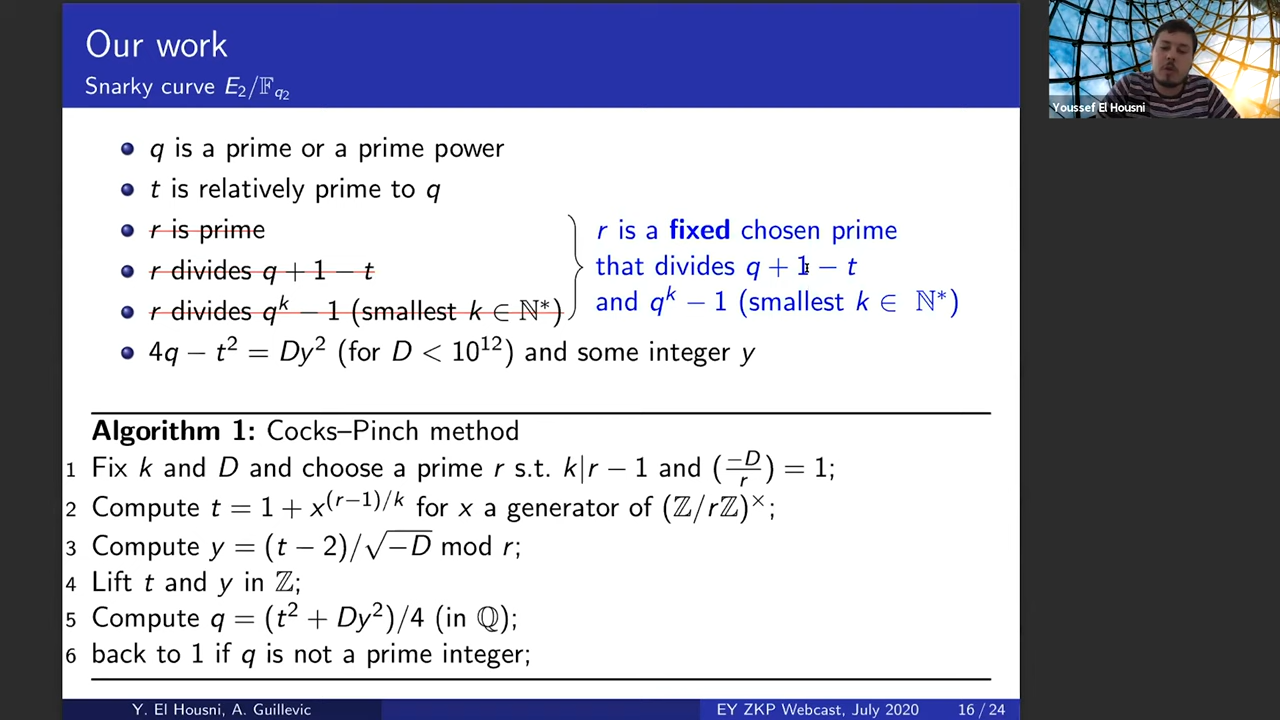 Our work
Snarky curve E₂/𝔽_q₂
q is a prime or a prime power
t is relatively prime to q
r is prime
r divides q + 1 − t
r divides qᵏ − 1 (smallest k ∈ ℕ*)
r is a fixed chosen prime
that divides q + 1 − t
and qᵏ − 1 (smallest k ∈ ℕ*)
4q − t² = Dy² (for D < 10¹²) and some integer y
Algorithm 1: Cocks–Pinch method
1 Fix k and D and choose a prime r s.t. k|r − 1 and (−D/r) = 1;
2 Compute t = 1 + x^(r−1)/k for x a generator of (ℤ/rℤ)×;
3 Compute y = (t − 2)/√−D mod r;
4 Lift t and y in ℤ;
5 Compute q = (t² + Dy²)/4 (in ℚ);
6 back to 1 if q is not a prime integer;
Y. El Housni, A. Guillevic
EY ZKP Webcast, July 2020
16 / 24
Youssef El Housni